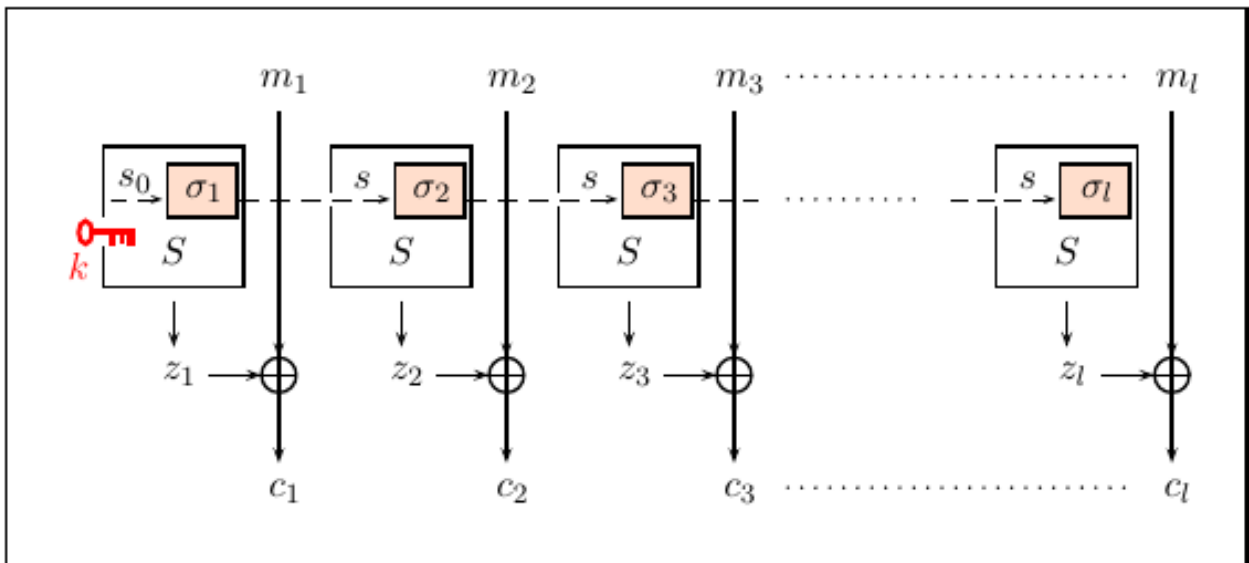 m₁ m₂ m₃ ⋯⋯⋯ mₗ
s₀ σ₁ s σ₂ s σ₃ ⋯⋯⋯ s σₗ
k S S S S
z₁ ⊕ z₂ ⊕ z₃ ⊕ zₗ ⊕
c₁ c₂ c₃ ⋯⋯⋯ cₗ